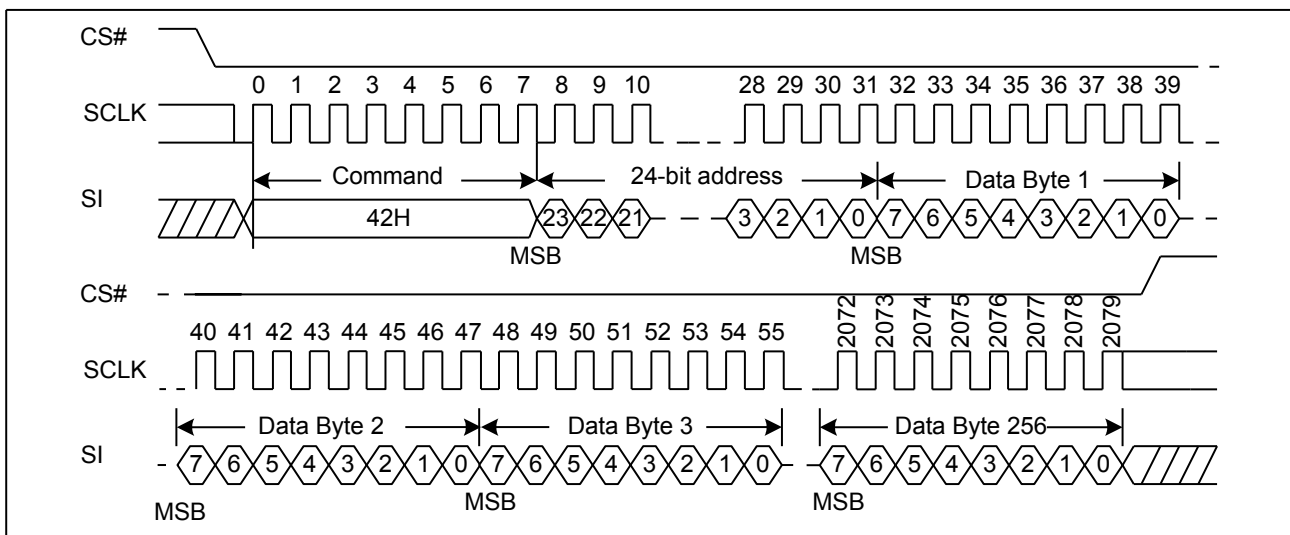 CS#
0 1 2 3 4 5 6 7 8 9 10 28 29 30 31 32 33 34 35 36 37 38 39
SCLK
Command 24-bit address Data Byte 1
SI
42H 23 22 21 3 2 1 0 7 6 5 4 3 2 1 0
MSB MSB
CS#
40 41 42 43 44 45 46 47 48 49 50 51 52 53 54 55 2072 2073 2074 2075 2076 2077 2078 2079
SCLK
Data Byte 2 Data Byte 3 Data Byte 256
SI 7 6 5 4 3 2 1 0 7 6 5 4 3 2 1 0 7 6 5 4 3 2 1 0
MSB MSB MSB